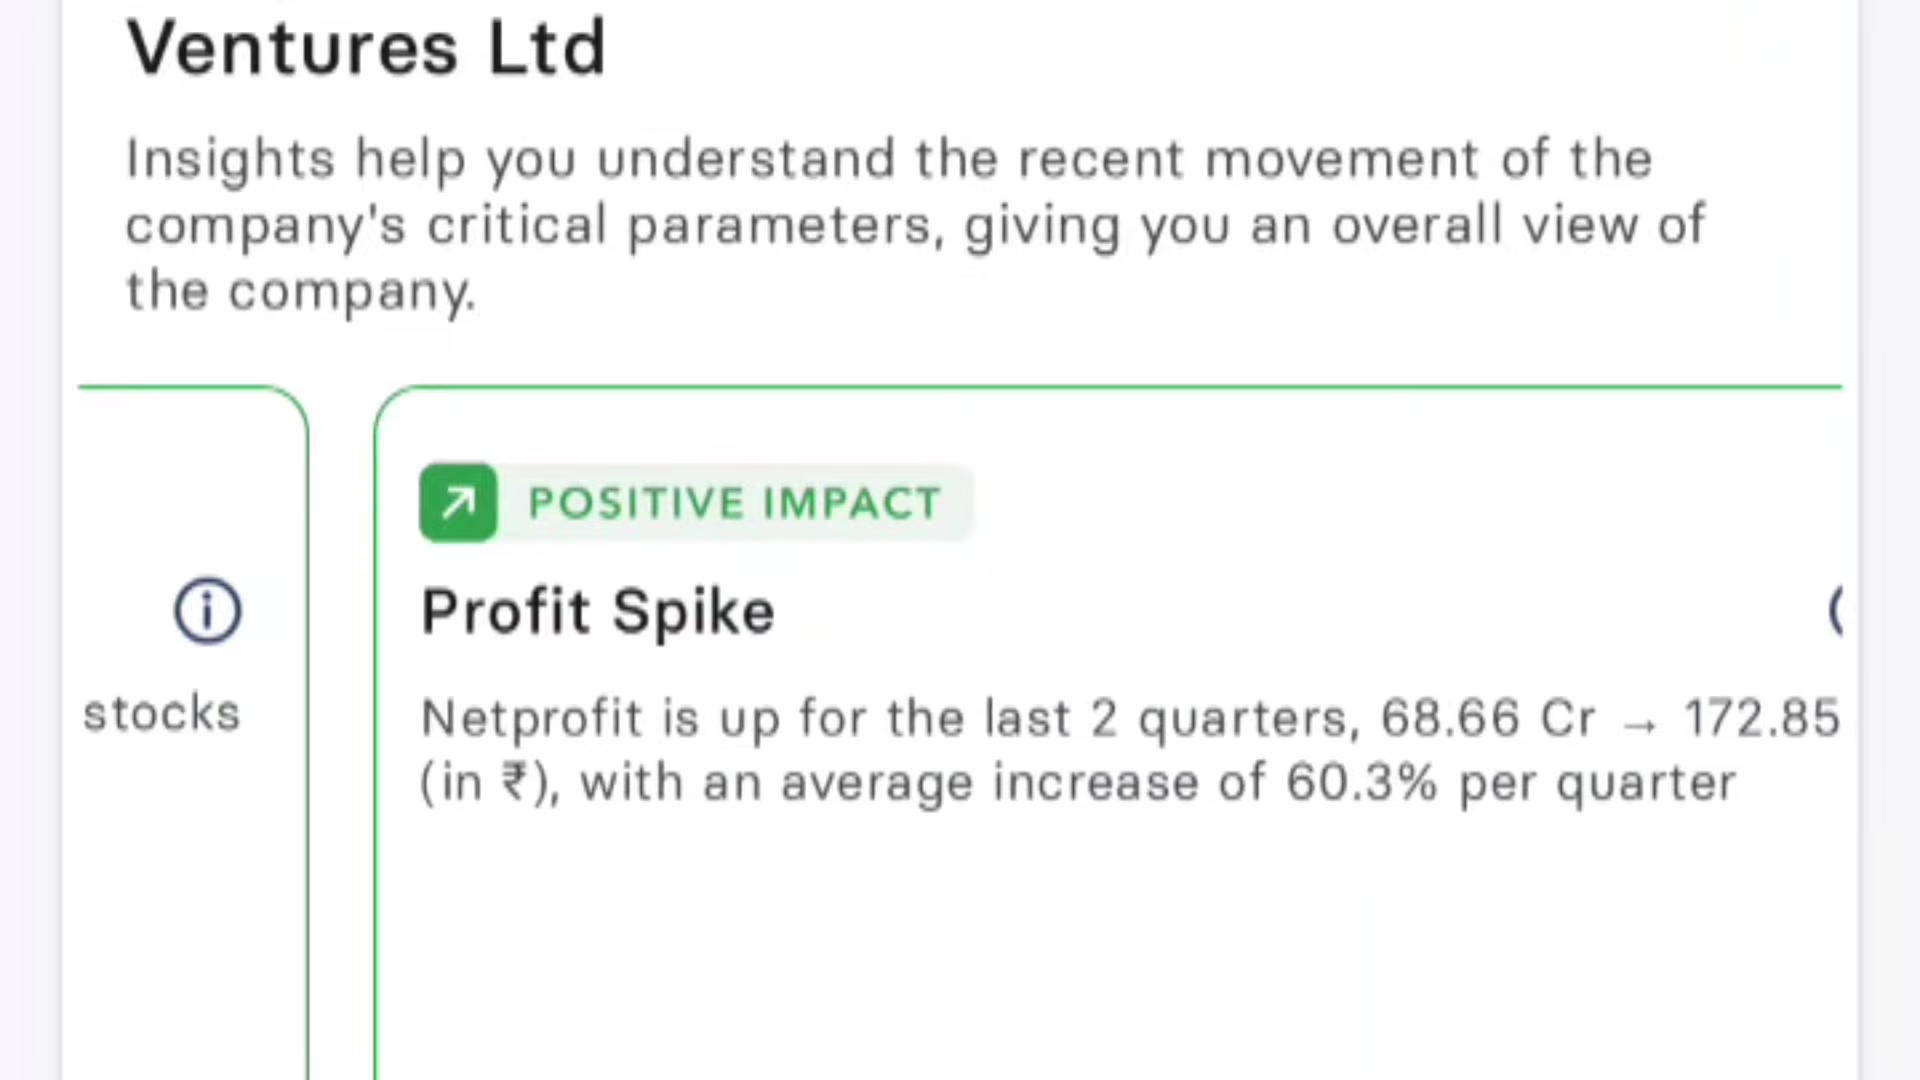 Ventures Ltd
Insights help you understand the recent movement of the
company's critical parameters, giving you an overall view of
the company.
stocks
POSITIVE IMPACT
Profit Spike
Netprofit is up for the last 2 quarters, 68.66 Cr → 172.85
(in ₹), with an average increase of 60.3% per quarter